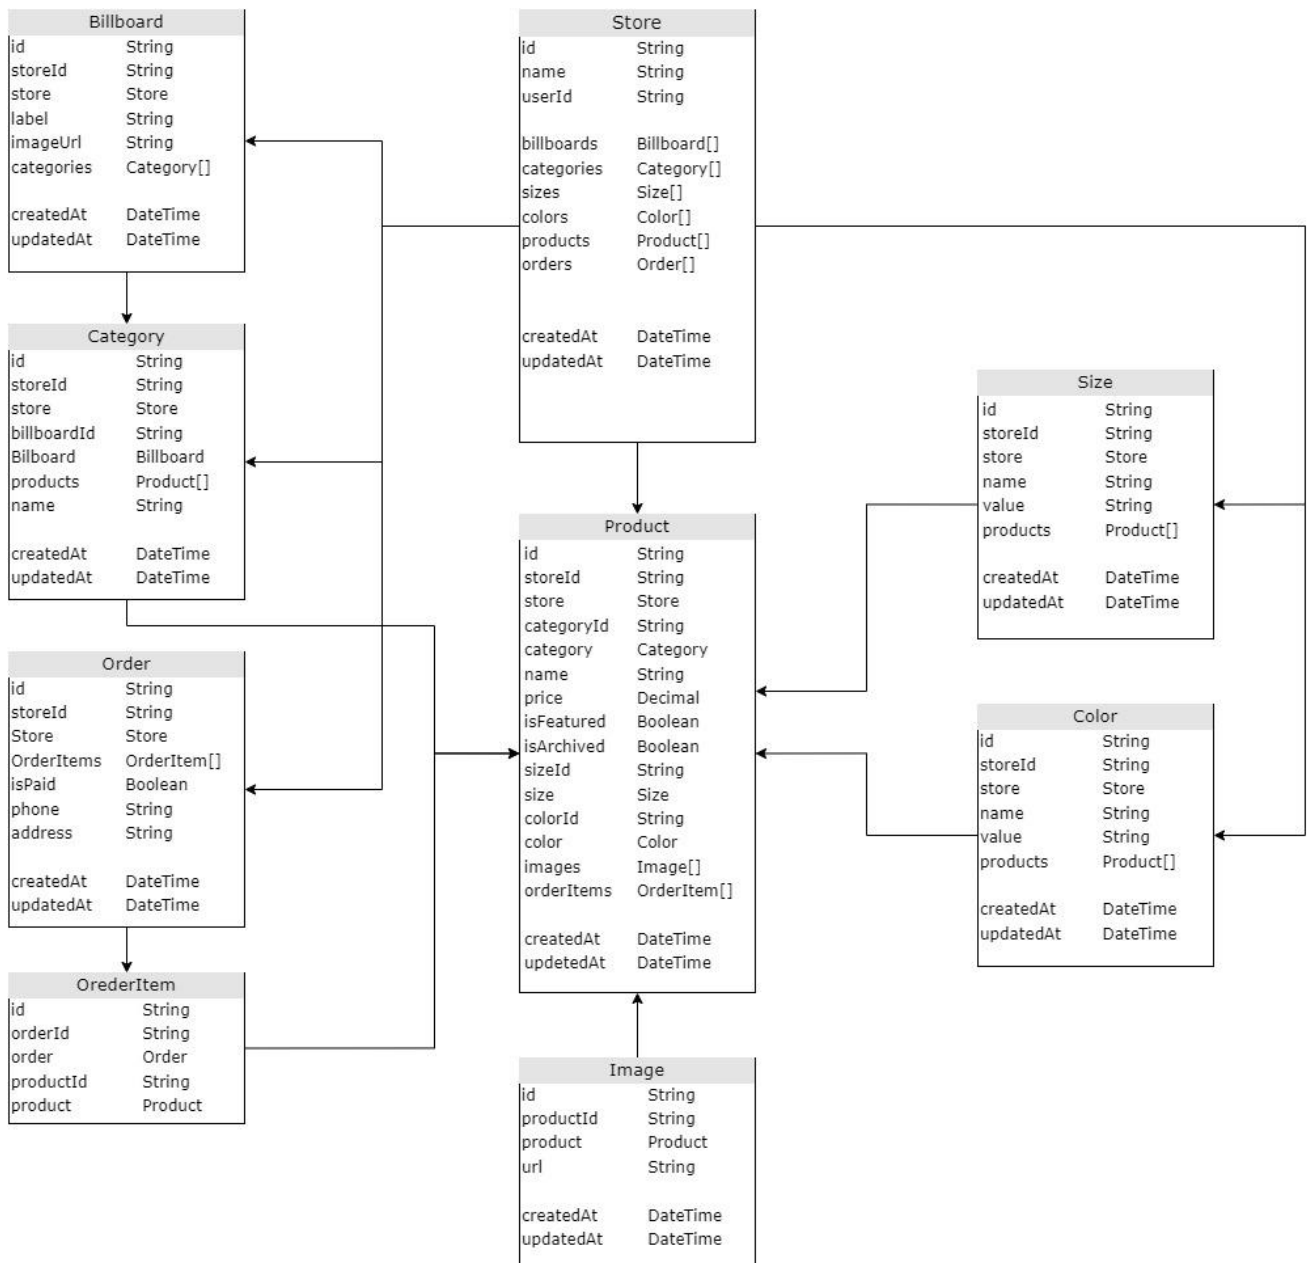 Billboard
id String
storeId String
store Store
label String
imageUrl String
categories Category[]
createdAt DateTime
updatedAt DateTime
Store
id String
name String
userId String
billboards Billboard[]
categories Category[]
sizes Size[]
colors Color[]
products Product[]
orders Order[]
createdAt DateTime
updatedAt DateTime
Category
id String
storeId String
store Store
billboardId String
Bilboard Billboard
products Product[]
name String
createdAt DateTime
updatedAt DateTime
Size
id String
storeId String
store Store
name String
value String
products Product[]
createdAt DateTime
updatedAt DateTime
Product
id String
storeId String
store Store
categoryId String
category Category
name String
price Decimal
isFeatured Boolean
isArchived Boolean
sizeId String
size Size
colorId String
color Color
images Image[]
orderItems OrderItem[]
createdAt DateTime
updetedAt DateTime
Order
id String
storeId String
Store Store
OrderItems OrderItem[]
isPaid Boolean
phone String
address String
createdAt DateTime
updatedAt DateTime
Color
id String
storeId String
store Store
name String
value String
products Product[]
createdAt DateTime
updatedAt DateTime
OrederItem
id String
orderId String
order Order
productId String
product Product
Image
id String
productId String
product Product
url String
createdAt DateTime
updatedAt DateTime